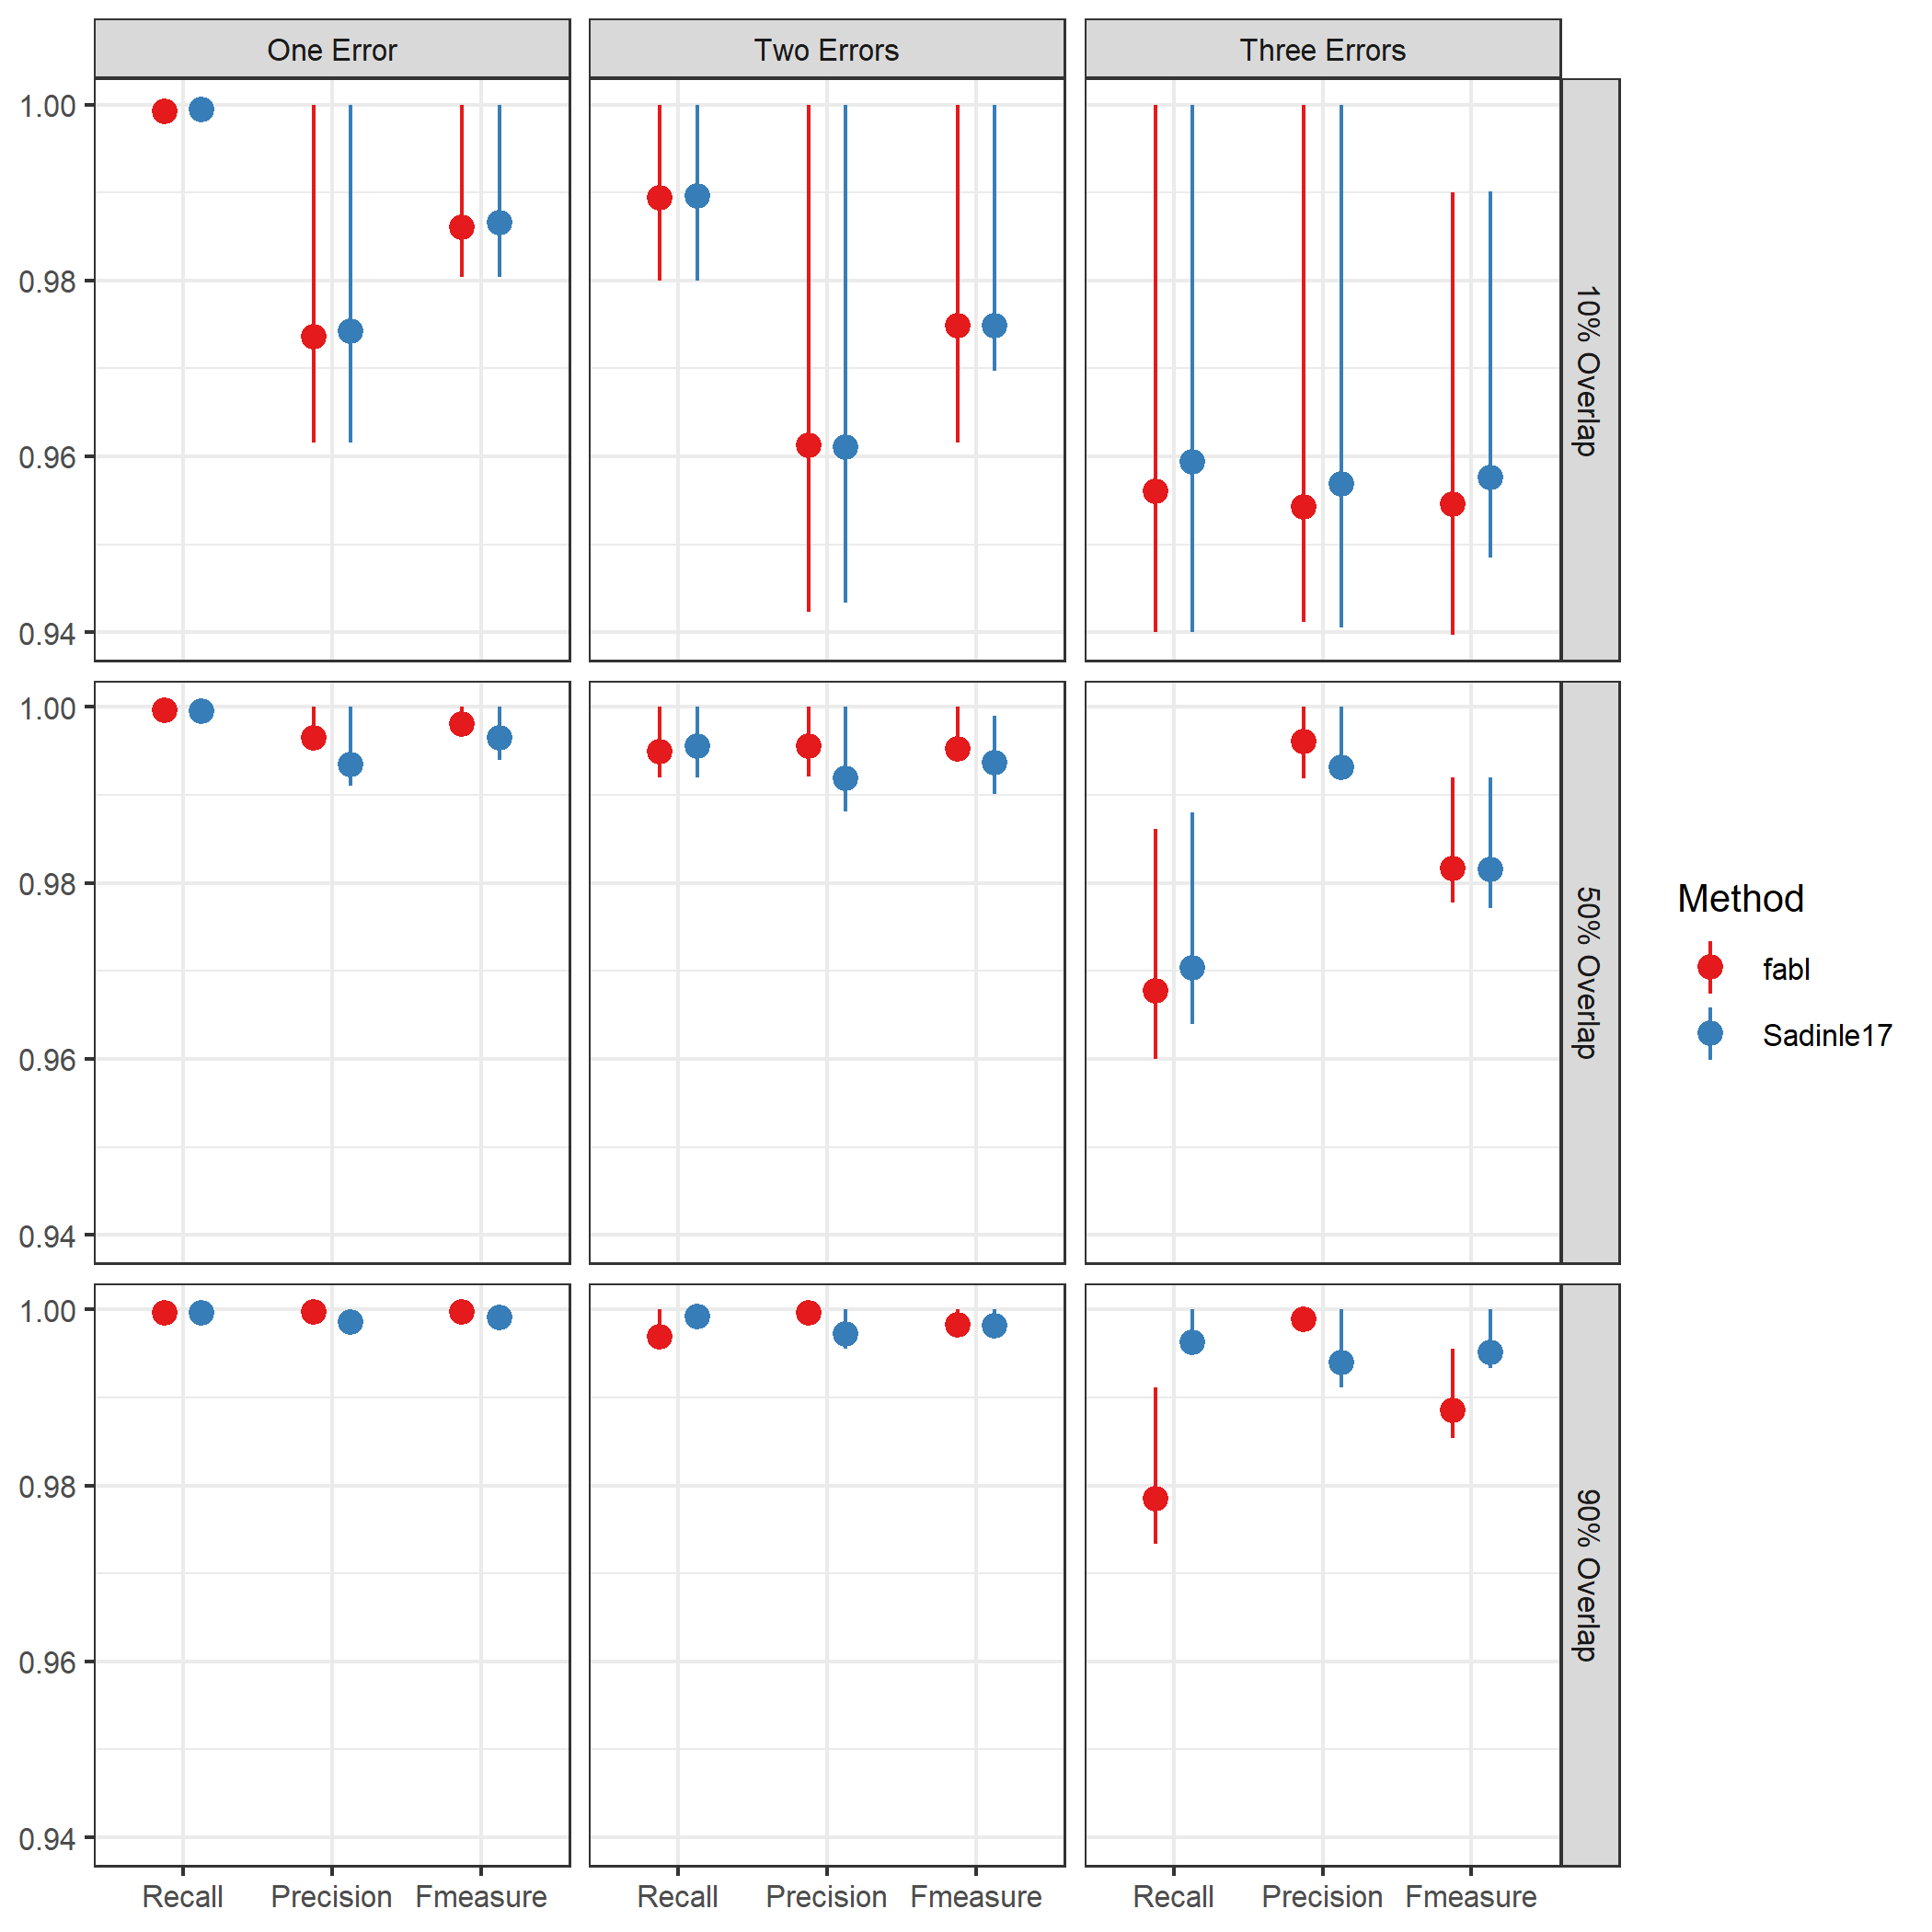 One Error
Two Errors
Three Errors
1.00
0.98
0.96
0.94
10% Overlap
1.00
0.98
0.96
0.94
50% Overlap
1.00
0.98
0.96
0.94
90% Overlap
Recall Precision Fmeasure
Recall Precision Fmeasure
Recall Precision Fmeasure
Method
fabl
Sadinle17